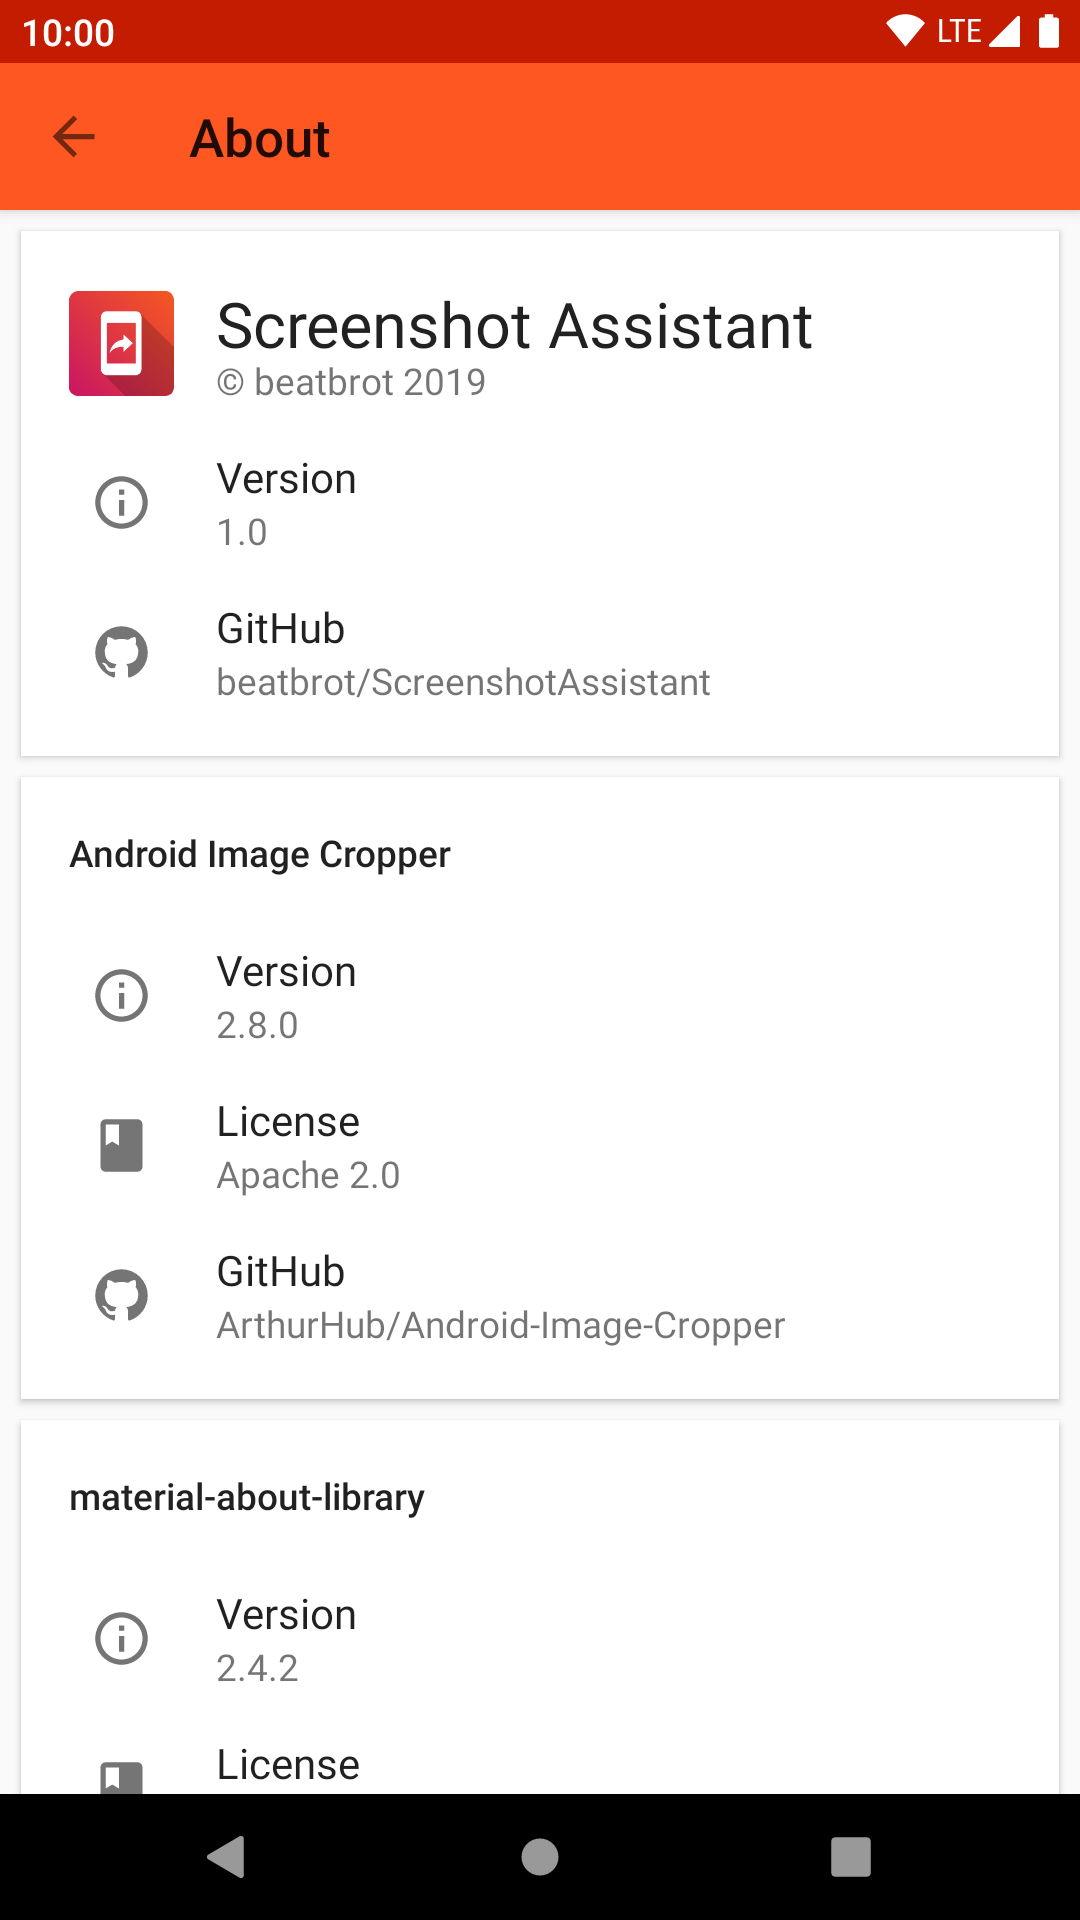 10:00
LTE
About
Screenshot Assistant
© beatbrot 2019
Version
1.0
GitHub
beatbrot/ScreenshotAssistant
Android Image Cropper
Version
2.8.0
License
Apache 2.0
GitHub
ArthurHub/Android-Image-Cropper
material-about-library
Version
2.4.2
License